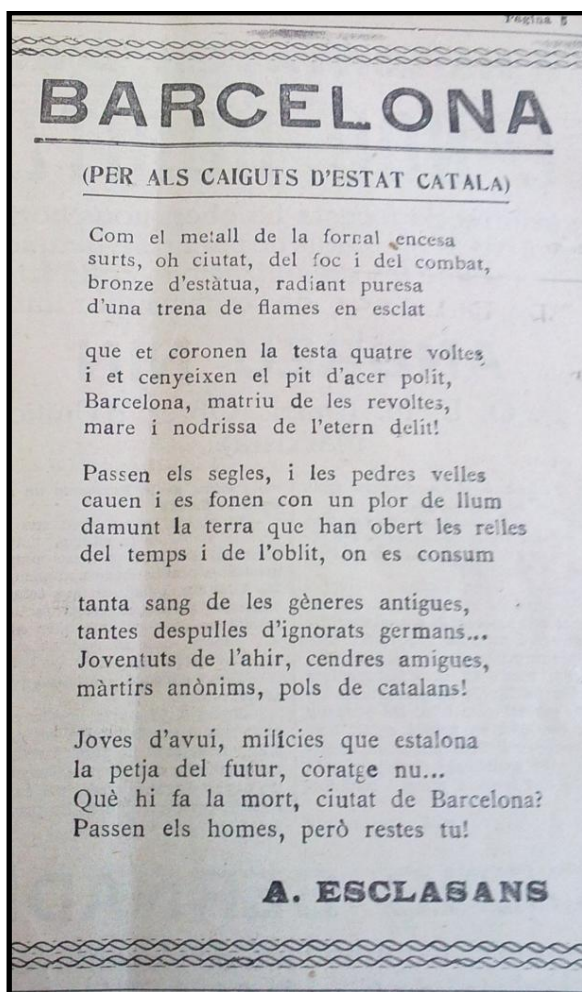 Pàgina 5
BARCELONA
(PER ALS CAIGUTS D'ESTAT CATALA)
Com el metall de la fornal encesa
surts, oh ciutat, del foc i del combat,
bronze d'estàtua, radiant puresa
d'una trena de flames en esclat
que et coronen la testa quatre voltes
i et cenyeixen el pit d'acer polit,
Barcelona, matriu de les revoltes,
mare i nodrissa de l'etern delit!
Passen els segles, i les pedres velles
cauen i es fonen con un plor de llum
damunt la terra que han obert les relles
del temps i de l'oblit, on es consum
tanta sang de les gèneres antigues,
tantes despulles d'ignorats germans...
Joventuts de l'ahir, cendres amigues,
màrtirs anònims, pols de catalans!
Joves d'avui, milícies que estalona
la petja del futur, coratge nu...
Què hi fa la mort, ciutat de Barcelona?
Passen els homes, però restes tu!
A. ESCLASANS